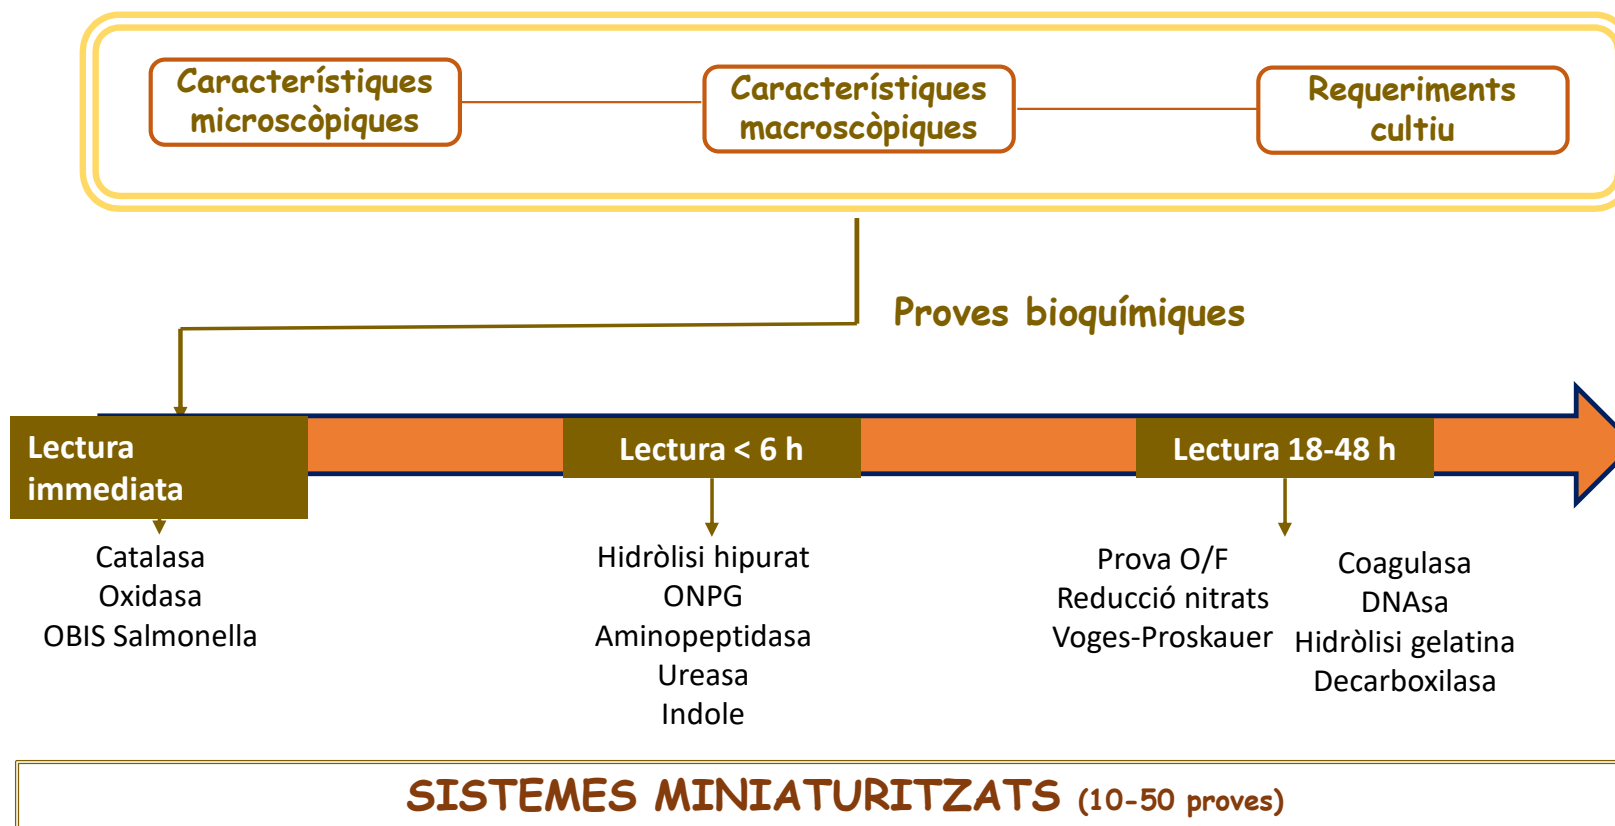 Característiques
microscòpiques
Característiques
macroscòpiques
Requeriments
cultiu
Proves bioquímiques
Lectura
immediata
Lectura < 6 h
Lectura 18-48 h
Catalasa
Oxidasa
OBIS Salmonella
Hidròlisi hipurat
ONPG
Aminopeptidasa
Ureasa
Indole
Prova O/F
Reducció nitrats
Voges-Proskauer
Coagulasa
DNAsa
Hidròlisi gelatina
Decarboxilasa
SISTEMES MINIATURITZATS (10-50 proves)